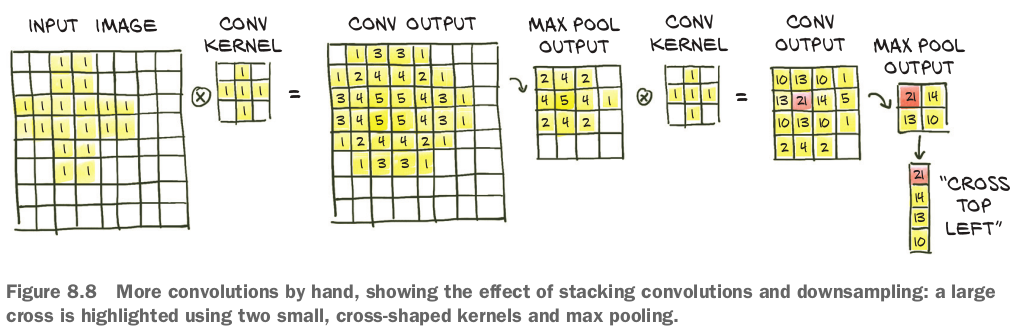 INPUT IMAGE
1 1
1 1
1 1 1 1 1 1
1 1 1 1 1 1
1 1
1 1
⊗
CONV
KERNEL
1
1 1 1
1
=
CONV OUTPUT
1 3 3 1
1 2 4 4 2 1
3 4 5 5 4 3 1
3 4 5 5 4 3 1
1 2 4 4 2 1
1 3 3 1
MAX POOL
OUTPUT
2 4 2
4 5 4 1
2 4 2
⊗
CONV
KERNEL
1
1 1 1
1
=
CONV
OUTPUT
10 13 10 1
13 21 14 5
10 13 10 1
2 4 2
MAX POOL
OUTPUT
21 14
13 10
21
14
13
10
"CROSS
TOP
LEFT"
Figure 8.8 More convolutions by hand, showing the effect of stacking convolutions and downsampling: a large
cross is highlighted using two small, cross-shaped kernels and max pooling.